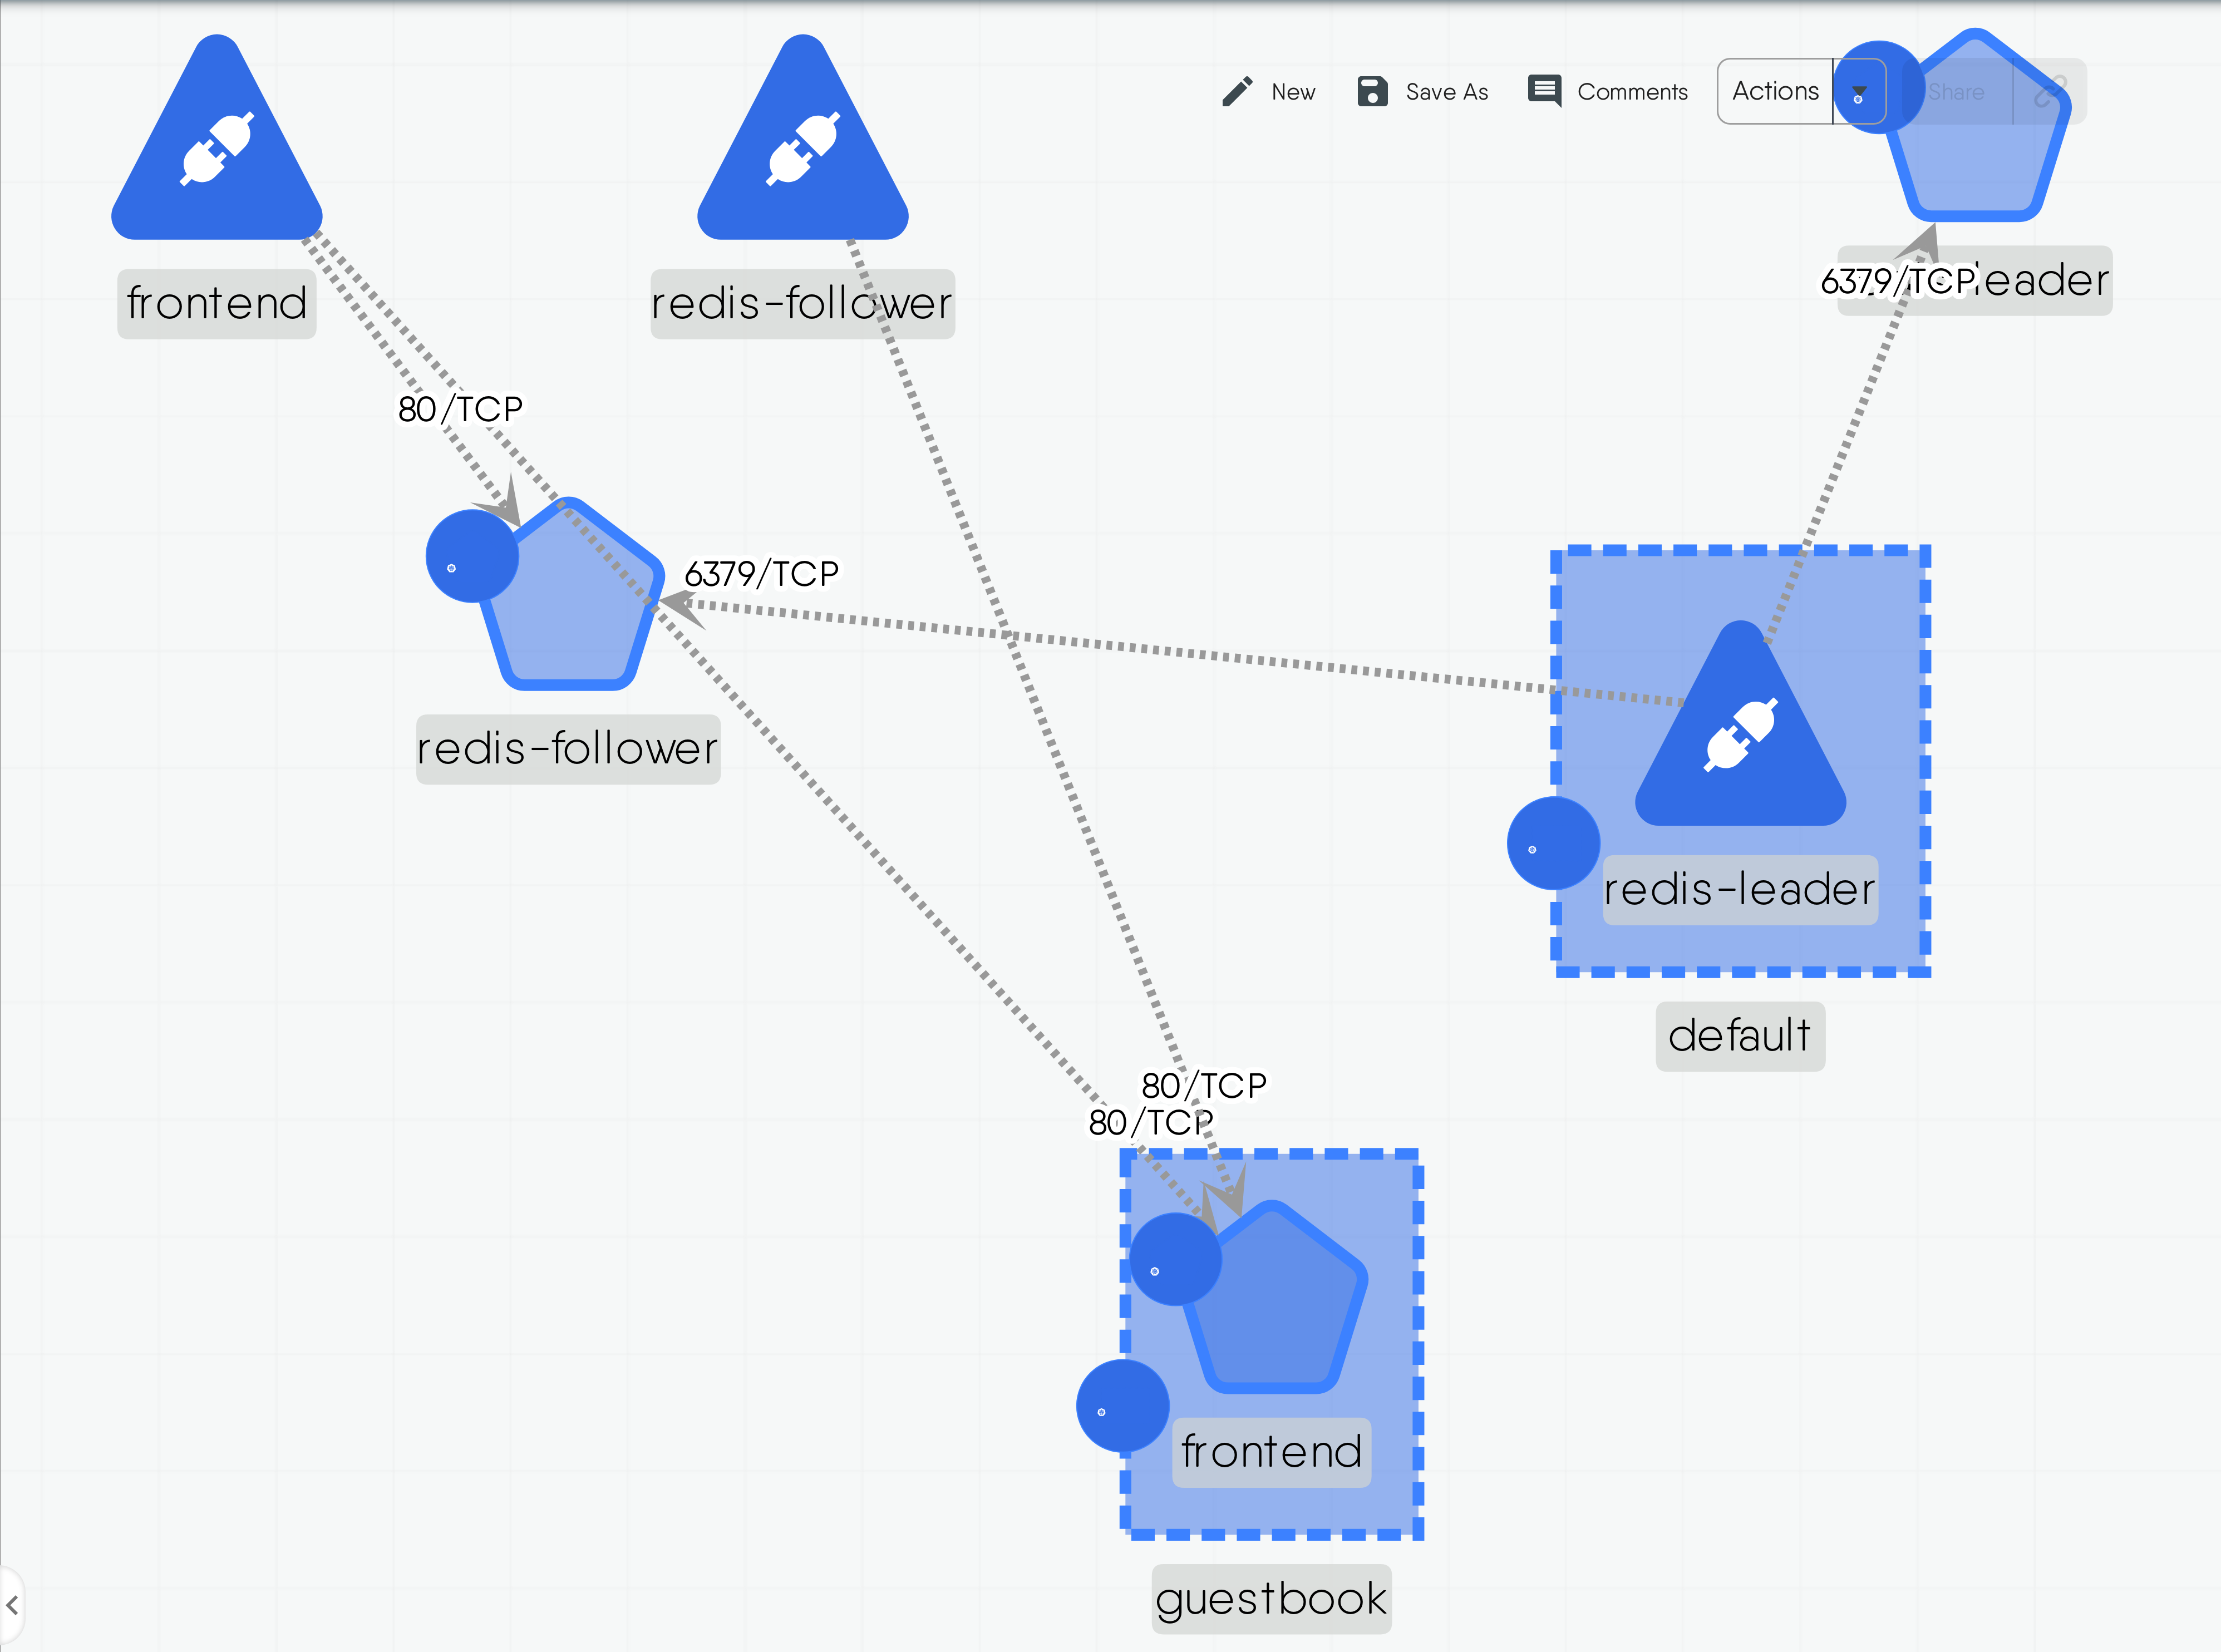 New
Save As
Comments
Actions
Share
frontend
redis-follower
6379/TCP
leader
80/TCP
6379/TCP
redis-follower
redis-leader
default
80/TCP
80/TCP
frontend
guestbook